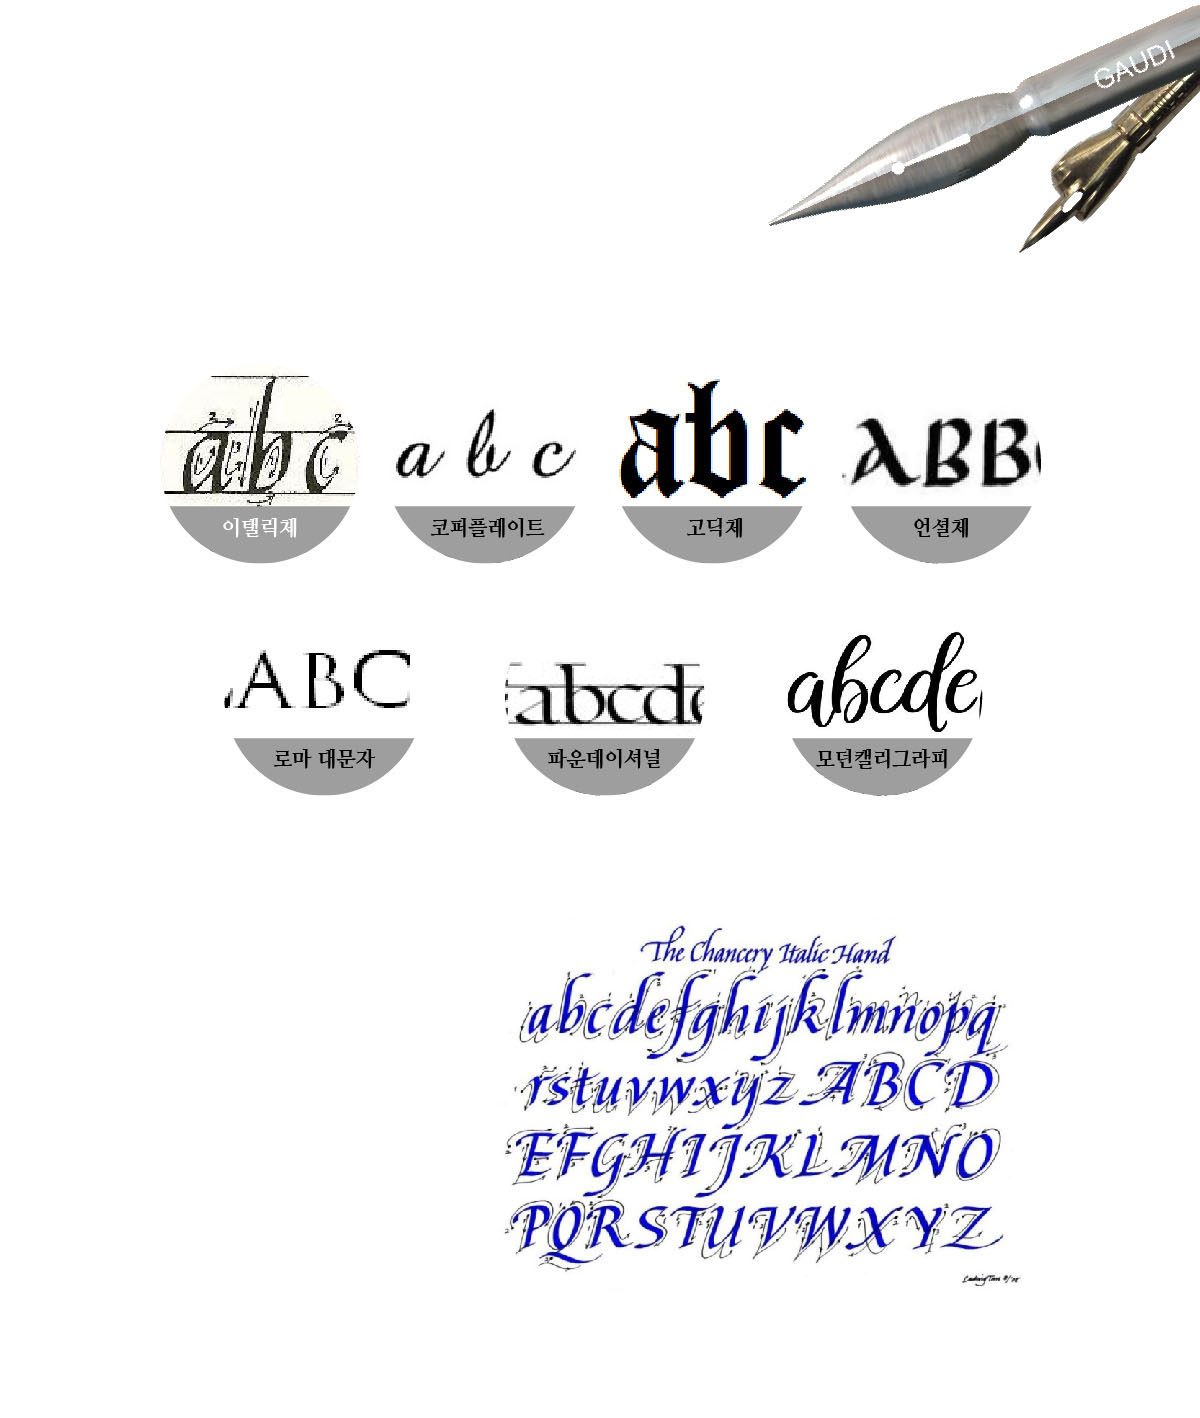 GAUDI
abc
a b c
abc
ABB
이탤릭체
코퍼플레이트
고딕체
언셜체
ABC
abcde
abcde
로마 대문자
파운데이셔널
모던캘리그라피
The Chancery Italic Hand
abcdefghijklmnopq
rstuvwxyz ABCD
EFGHIJKLMNO
PQRSTUVWXYZ